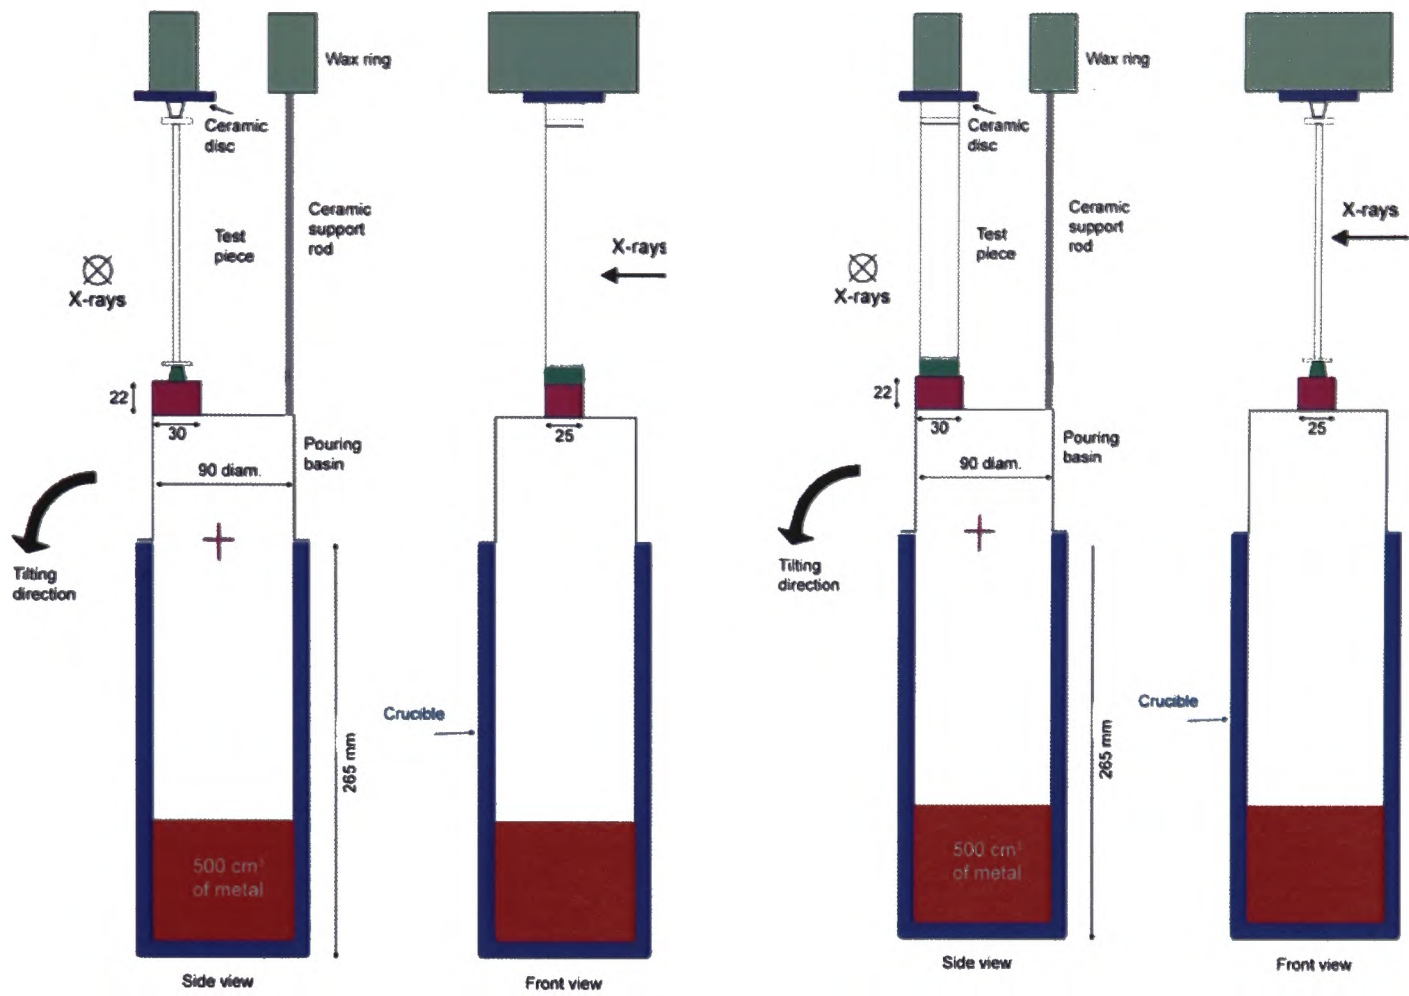 Wax ring
Ceramic
disc
Ceramic
support
rod
Test
piece
X-rays
22
30
90 diam.
Pouring
basin
Tilting
direction
265 mm
500 cm³
of metal
Side view
X-rays
25
Crucible
Front view
Wax ring
Ceramic
disc
Ceramic
support
rod
Test
piece
X-rays
22
30
90 diam.
Pouring
basin
Tilting
direction
265 mm
500 cm³
of metal
Side view
X-rays
25
Crucible
Front view